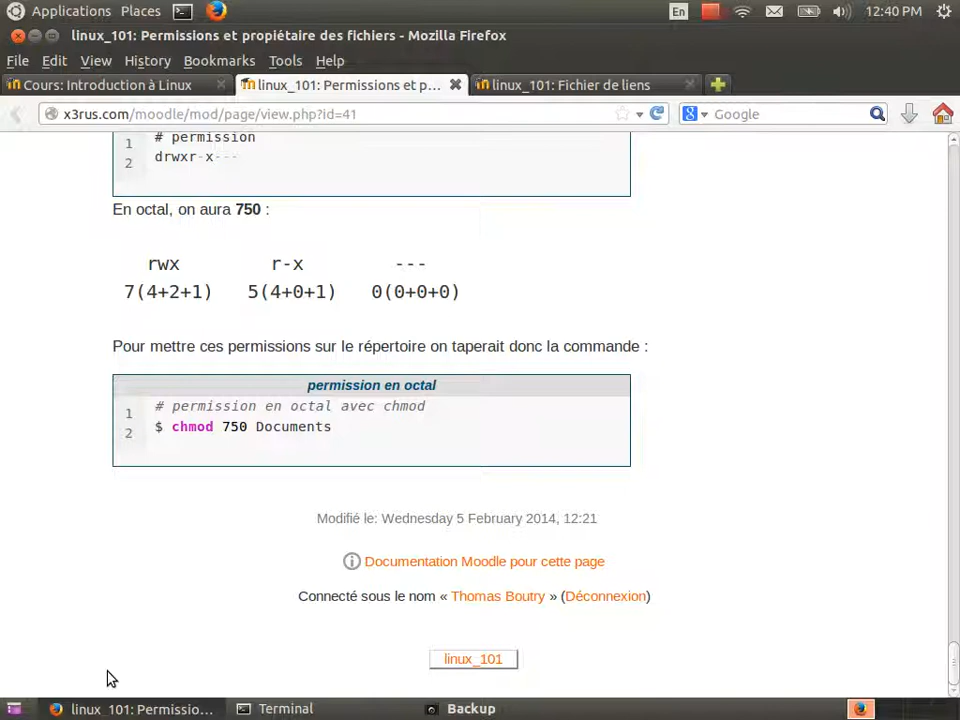 Applications Places En 12:40 PM
linux_101: Permissions et propiétaire des fichiers - Mozilla Firefox
File Edit View History Bookmarks Tools Help
Cours: Introduction à Linux linux_101: Permissions et p... linux_101: Fichier de liens
x3rus.com/moodle/mod/page/view.php?id=41 Google
1 # permission
2 drwxr-x---
En octal, on aura 750 :
rwx r-x ---
7(4+2+1) 5(4+0+1) 0(0+0+0)
Pour mettre ces permissions sur le répertoire on taperait donc la commande :
permission en octal
1 # permission en octal avec chmod
2 $ chmod 750 Documents
Modifié le: Wednesday 5 February 2014, 12:21
Documentation Moodle pour cette page
Connecté sous le nom « Thomas Boutry » (Déconnexion)
linux_101
linux_101: Permissio... Terminal Backup